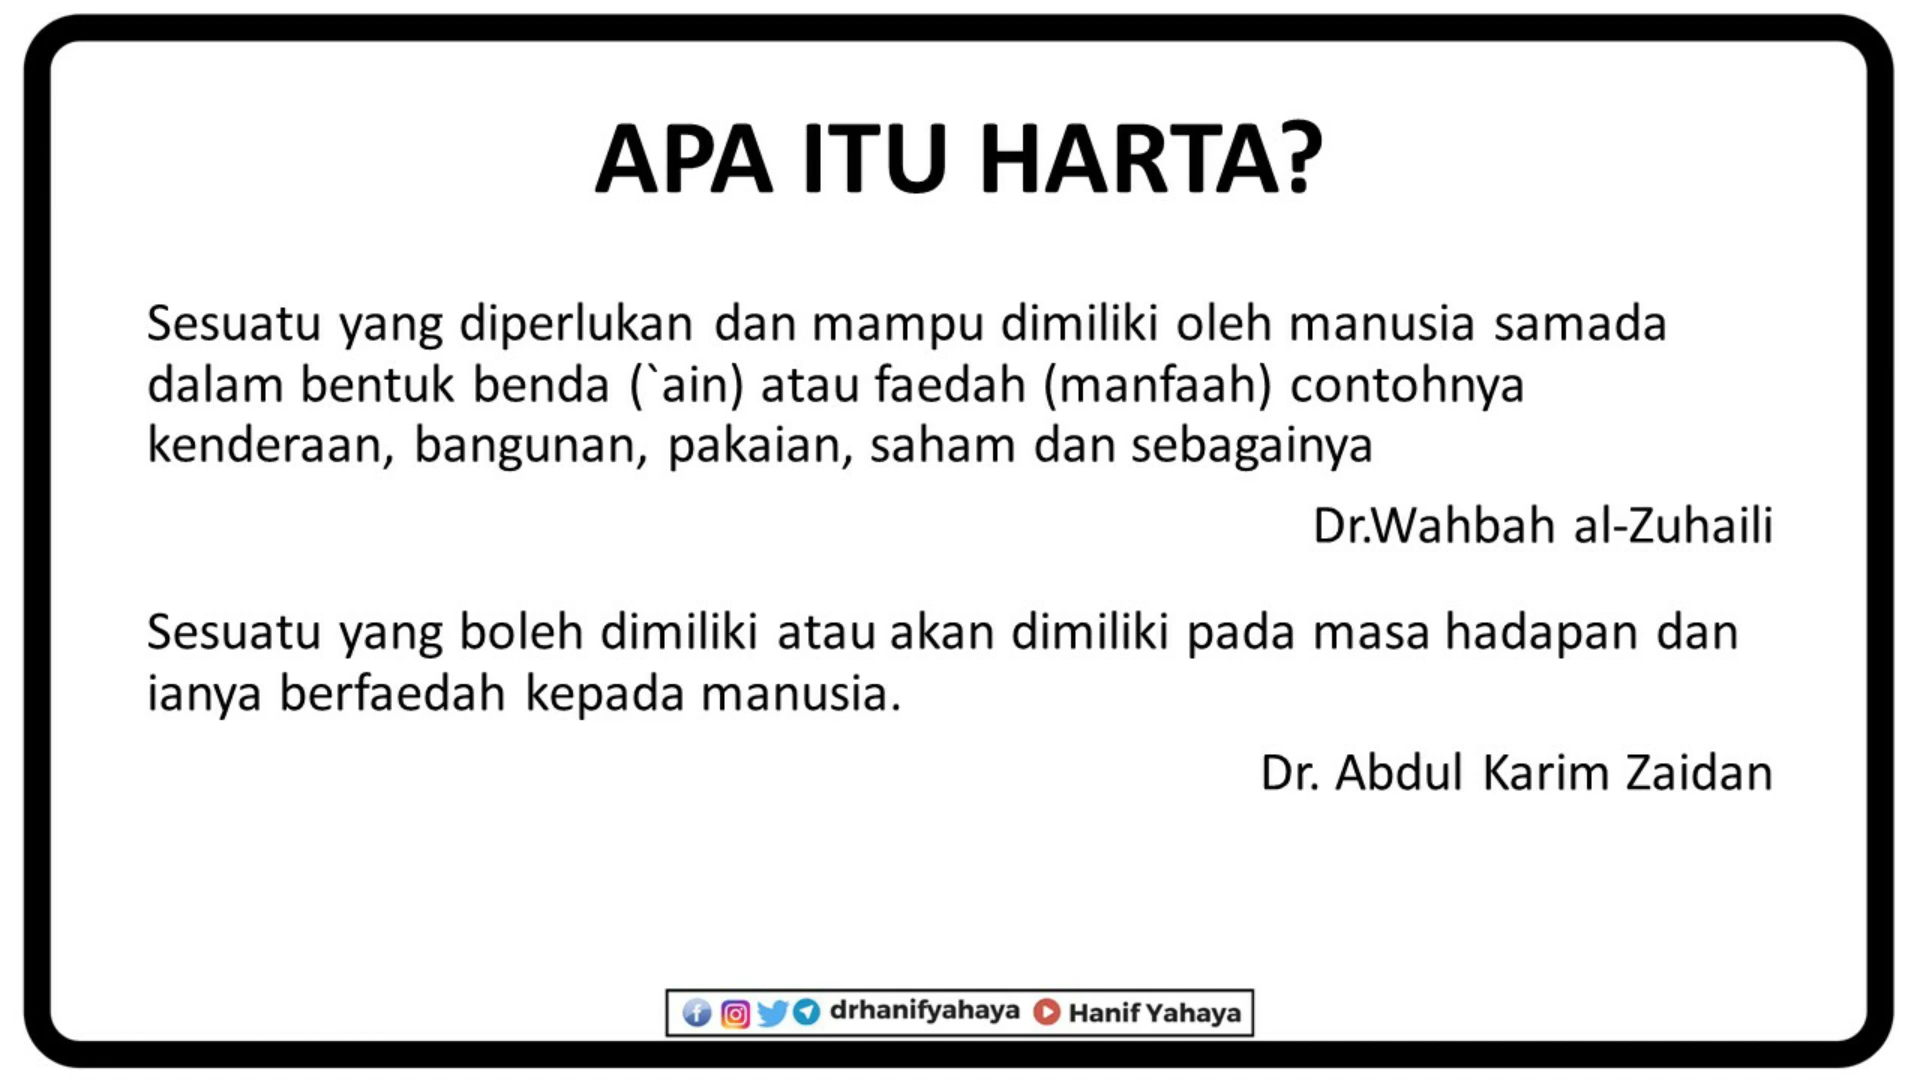 APA ITU HARTA?
Sesuatu yang diperlukan dan mampu dimiliki oleh manusia samada
dalam bentuk benda (`ain) atau faedah (manfaah) contohnya
kenderaan, bangunan, pakaian, saham dan sebagainya
Dr.Wahbah al-Zuhaili
Sesuatu yang boleh dimiliki atau akan dimiliki pada masa hadapan dan
ianya berfaedah kepada manusia.
Dr. Abdul Karim Zaidan
drhanifyahaya Hanif Yahaya